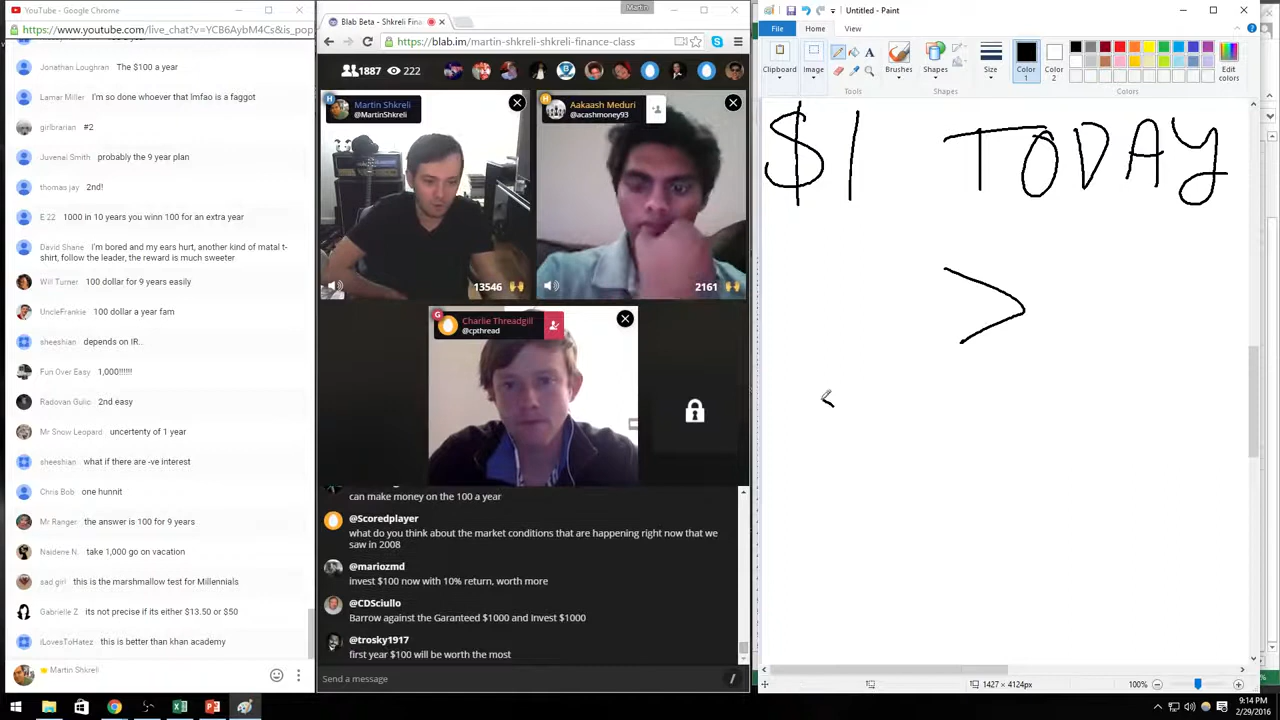 YouTube - Google Chrome
https://www.youtube.com/live_chat?v=YCB6AybM4Cs&is_pop
Jonathan Loughran The $100 a year
Lamar Miller I'm so done whoever that lmfao is a faggot
girlbrarian #2
Juvenal Smith probably the 9 year plan
thomas jay 2nd!
E 22 1000 in 10 years you winn 100 for an extra year
David Shane I'm bored and my ears hurt, another kind of matal t-
shirt, follow the leader, the reward is much sweeter
Will Turner 100 dollar for 9 years easily
UncleFrankie 100 dollar a year fam
sheeshian depends on IR...
Fun Over Easy 1,000!!!!!!
Radovan Gulic 2nd easy
Mr Snow Leopard uncertenty of 1 year
sheeshian what if there are -ve interest
Chris Bob one hunnit
Mr Ranger the answer is 100 for 9 years
Naidene N. take 1,000 go on vacation
aad girl this is the marshmallow test for Millennials
Gabrielle Z its not precise if its either $13.50 or $50
iLovesToHatez this is better than khan academy
Martin Shkreli
Martin
Blab Beta - Shkreli Fina
https://blab.im/martin-shkreli-shkreli-finance-class
1887 222
H Martin Shkreli
@MartinShkreli
13546
H Aakaash Meduri
@acashmoney93
2161
G Charlie Threadgill
@cpthread
can make money on the 100 a year
@Scoredplayer
what do you think about the market conditions that are happening right now that we
saw in 2008
@mariozmd
invest $100 now with 10% return, worth more
@CDSciullo
Barrow against the Garanteed $1000 and Invest $1000
@trosky1917
first year $100 will be worth the most
Send a message /
Untitled - Paint
File Home View
Clipboard Image Tools Brushes Shapes Size Color 1 Color 2 Edit colors
Shapes Colors
$1 TODAY
>
1427 × 4124px 100%
9:14 PM
2/29/2016